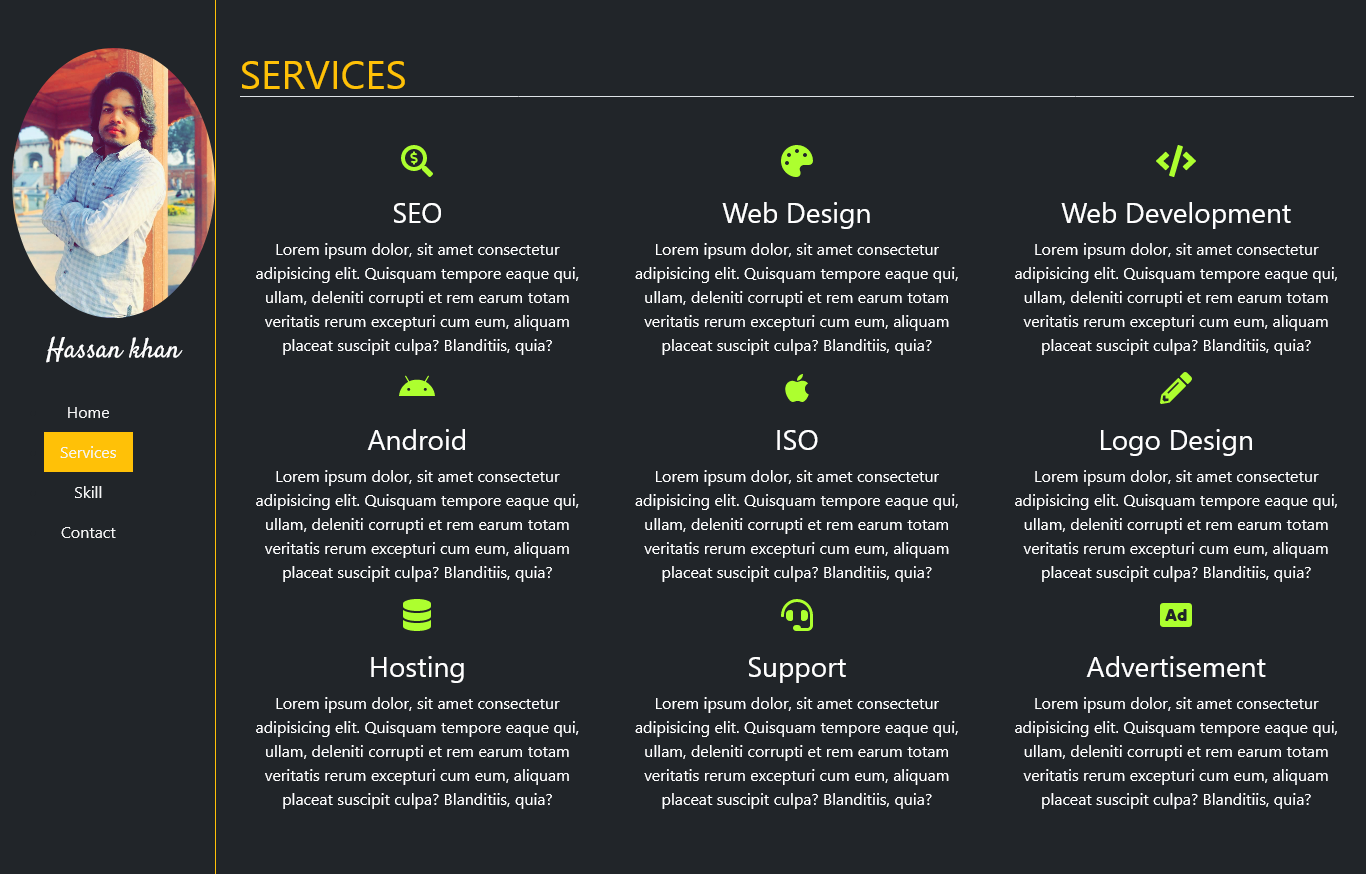 Hassan khan
Home
Services
Skill
Contact
SERVICES
SEO
Lorem ipsum dolor, sit amet consectetur
adipisicing elit. Quisquam tempore eaque qui,
ullam, deleniti corrupti et rem earum totam
veritatis rerum excepturi cum eum, aliquam
placeat suscipit culpa? Blanditiis, quia?
Web Design
Lorem ipsum dolor, sit amet consectetur
adipisicing elit. Quisquam tempore eaque qui,
ullam, deleniti corrupti et rem earum totam
veritatis rerum excepturi cum eum, aliquam
placeat suscipit culpa? Blanditiis, quia?
Web Development
Lorem ipsum dolor, sit amet consectetur
adipisicing elit. Quisquam tempore eaque qui,
ullam, deleniti corrupti et rem earum totam
veritatis rerum excepturi cum eum, aliquam
placeat suscipit culpa? Blanditiis, quia?
Android
Lorem ipsum dolor, sit amet consectetur
adipisicing elit. Quisquam tempore eaque qui,
ullam, deleniti corrupti et rem earum totam
veritatis rerum excepturi cum eum, aliquam
placeat suscipit culpa? Blanditiis, quia?
ISO
Lorem ipsum dolor, sit amet consectetur
adipisicing elit. Quisquam tempore eaque qui,
ullam, deleniti corrupti et rem earum totam
veritatis rerum excepturi cum eum, aliquam
placeat suscipit culpa? Blanditiis, quia?
Logo Design
Lorem ipsum dolor, sit amet consectetur
adipisicing elit. Quisquam tempore eaque qui,
ullam, deleniti corrupti et rem earum totam
veritatis rerum excepturi cum eum, aliquam
placeat suscipit culpa? Blanditiis, quia?
Hosting
Lorem ipsum dolor, sit amet consectetur
adipisicing elit. Quisquam tempore eaque qui,
ullam, deleniti corrupti et rem earum totam
veritatis rerum excepturi cum eum, aliquam
placeat suscipit culpa? Blanditiis, quia?
Support
Lorem ipsum dolor, sit amet consectetur
adipisicing elit. Quisquam tempore eaque qui,
ullam, deleniti corrupti et rem earum totam
veritatis rerum excepturi cum eum, aliquam
placeat suscipit culpa? Blanditiis, quia?
Ad
Advertisement
Lorem ipsum dolor, sit amet consectetur
adipisicing elit. Quisquam tempore eaque qui,
ullam, deleniti corrupti et rem earum totam
veritatis rerum excepturi cum eum, aliquam
placeat suscipit culpa? Blanditiis, quia?